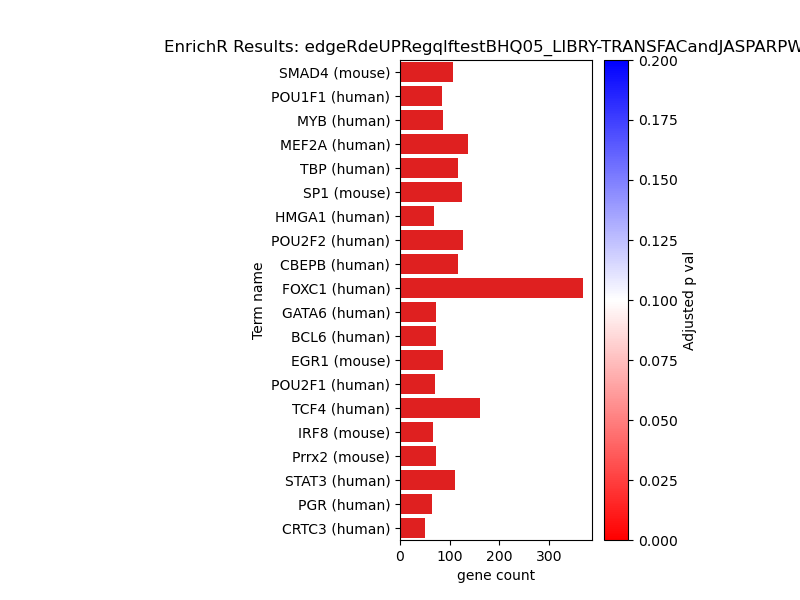 EnrichR Results: edgeRdeUPRegqlftestBHQ05_LIBRY-TRANSFACandJASPARPW
SMAD4 (mouse)
POU1F1 (human)
MYB (human)
MEF2A (human)
TBP (human)
SP1 (mouse)
HMGA1 (human)
POU2F2 (human)
CBEPB (human)
FOXC1 (human)
GATA6 (human)
BCL6 (human)
EGR1 (mouse)
POU2F1 (human)
TCF4 (human)
IRF8 (mouse)
Prrx2 (mouse)
STAT3 (human)
PGR (human)
CRTC3 (human)
Term name
0 100 200 300
gene count
0.200
0.175
0.150
0.125
0.100
0.075
0.050
0.025
0.000
Adjusted p val